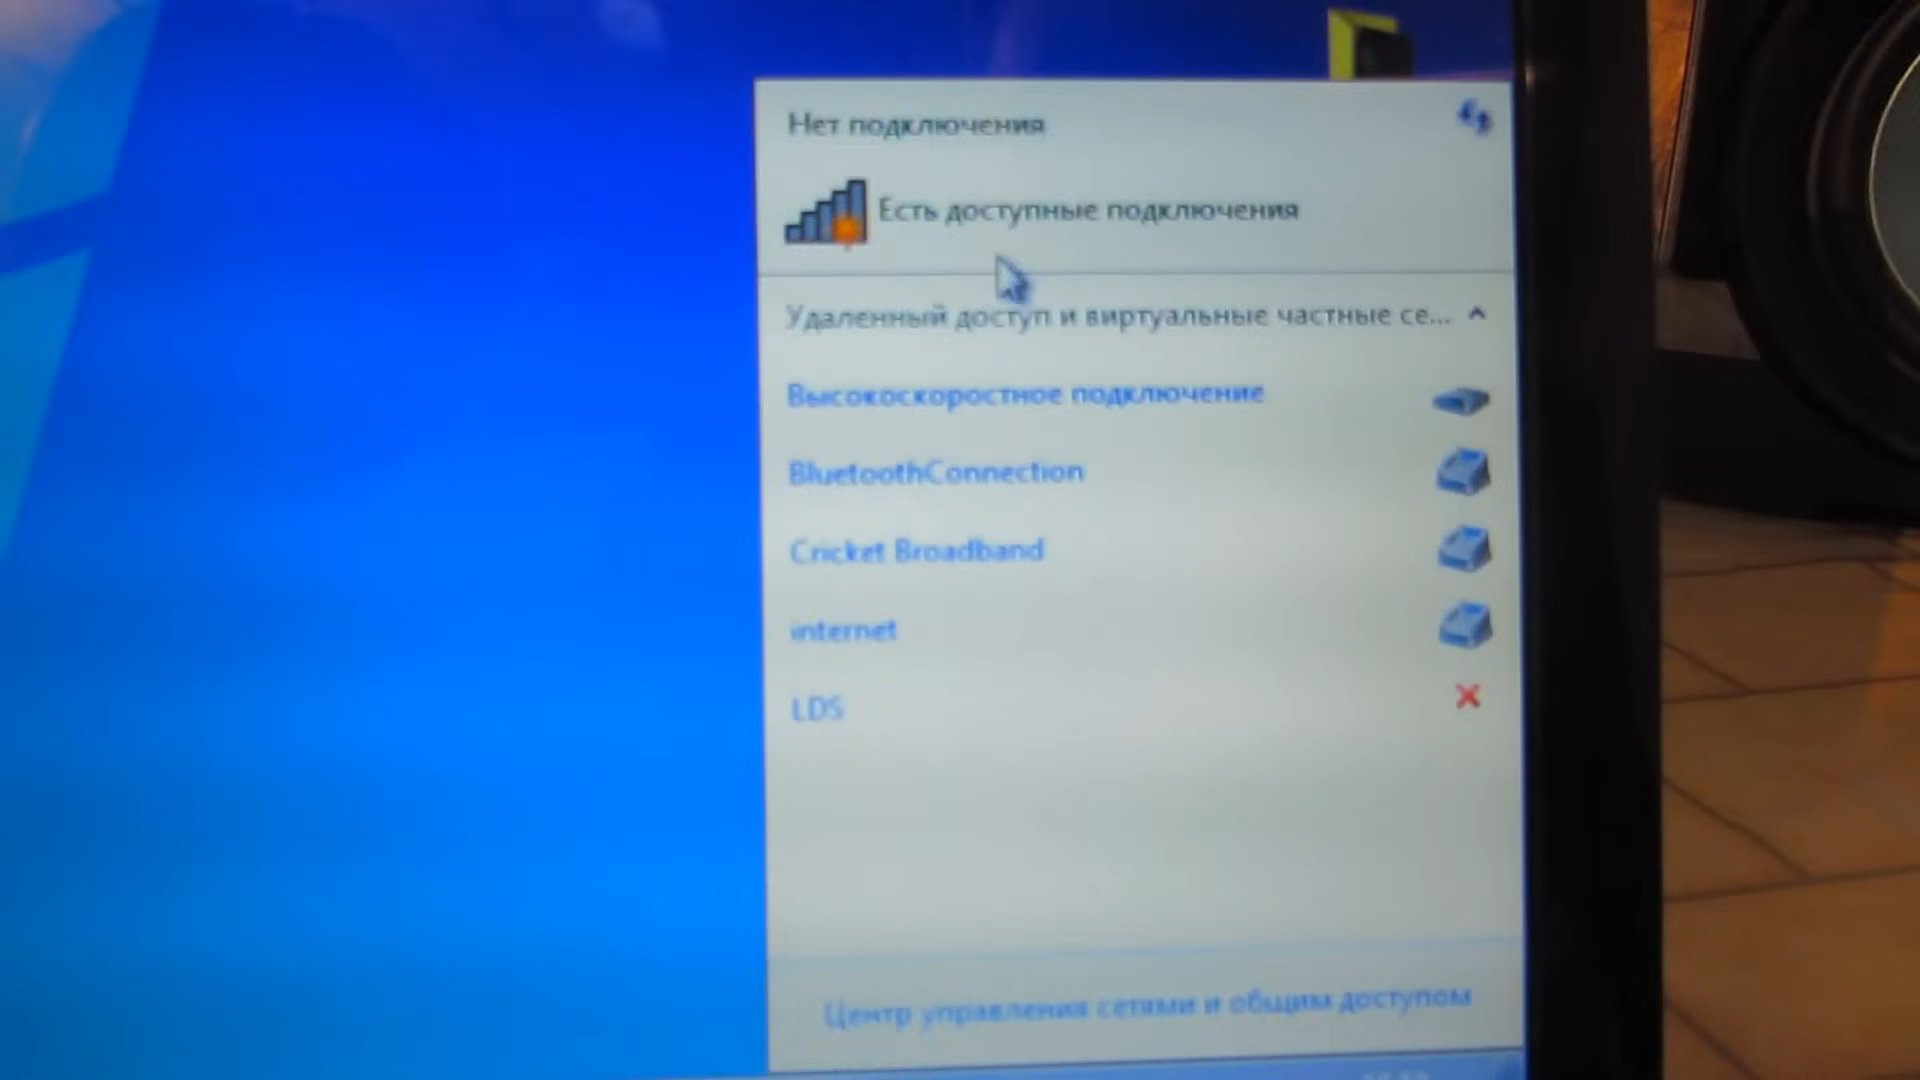 Нет подключения
Есть доступные подключения
Удаленный доступ и виртуальные частные се...
Высокоскоростное подключение
BluetoothConnection
Cricket Broadband
internet
LDS
Центр управления сетями и общим доступом